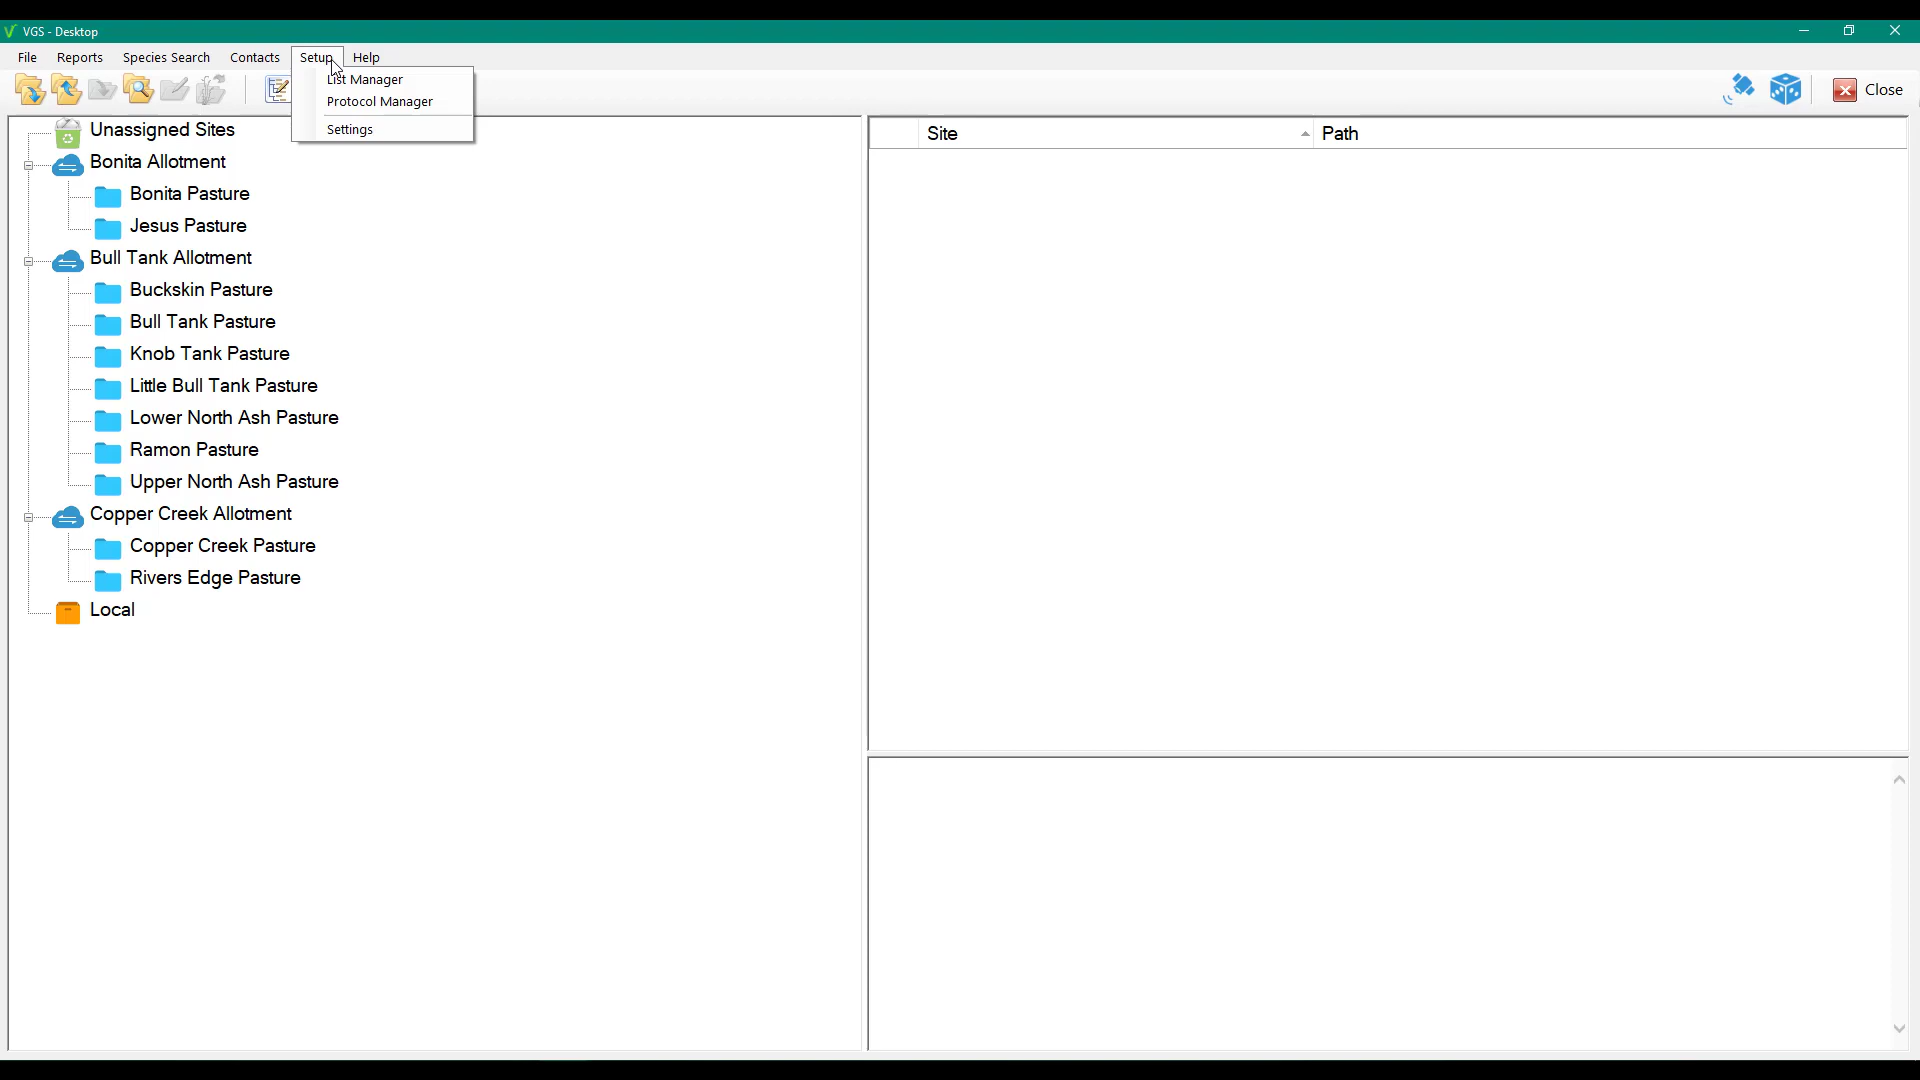 VGS - Desktop
File Reports Species Search Contacts Setup Help
List Manager
Protocol Manager
Settings
Close
Unassigned Sites
Bonita Allotment
Bonita Pasture
Jesus Pasture
Bull Tank Allotment
Buckskin Pasture
Bull Tank Pasture
Knob Tank Pasture
Little Bull Tank Pasture
Lower North Ash Pasture
Ramon Pasture
Upper North Ash Pasture
Copper Creek Allotment
Copper Creek Pasture
Rivers Edge Pasture
Local
Site Path